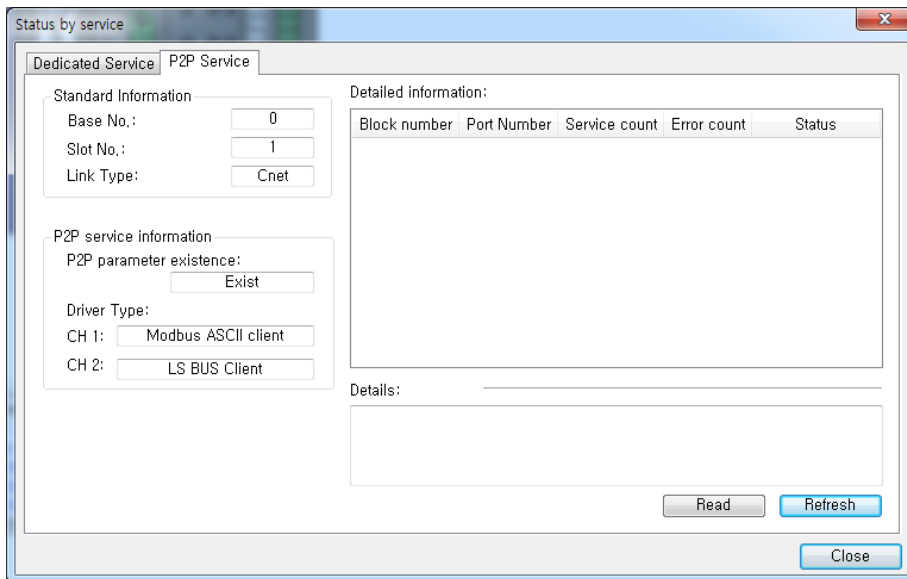 Status by service
Dedicated Service P2P Service
Standard Information
Base No.: 0
Slot No.: 1
Link Type: Cnet
P2P service information
P2P parameter existence:
Exist
Driver Type:
CH 1: Modbus ASCII client
CH 2: LS BUS Client
Detailed information:
Block number Port Number Service count Error count Status
Details:
Read Refresh
Close